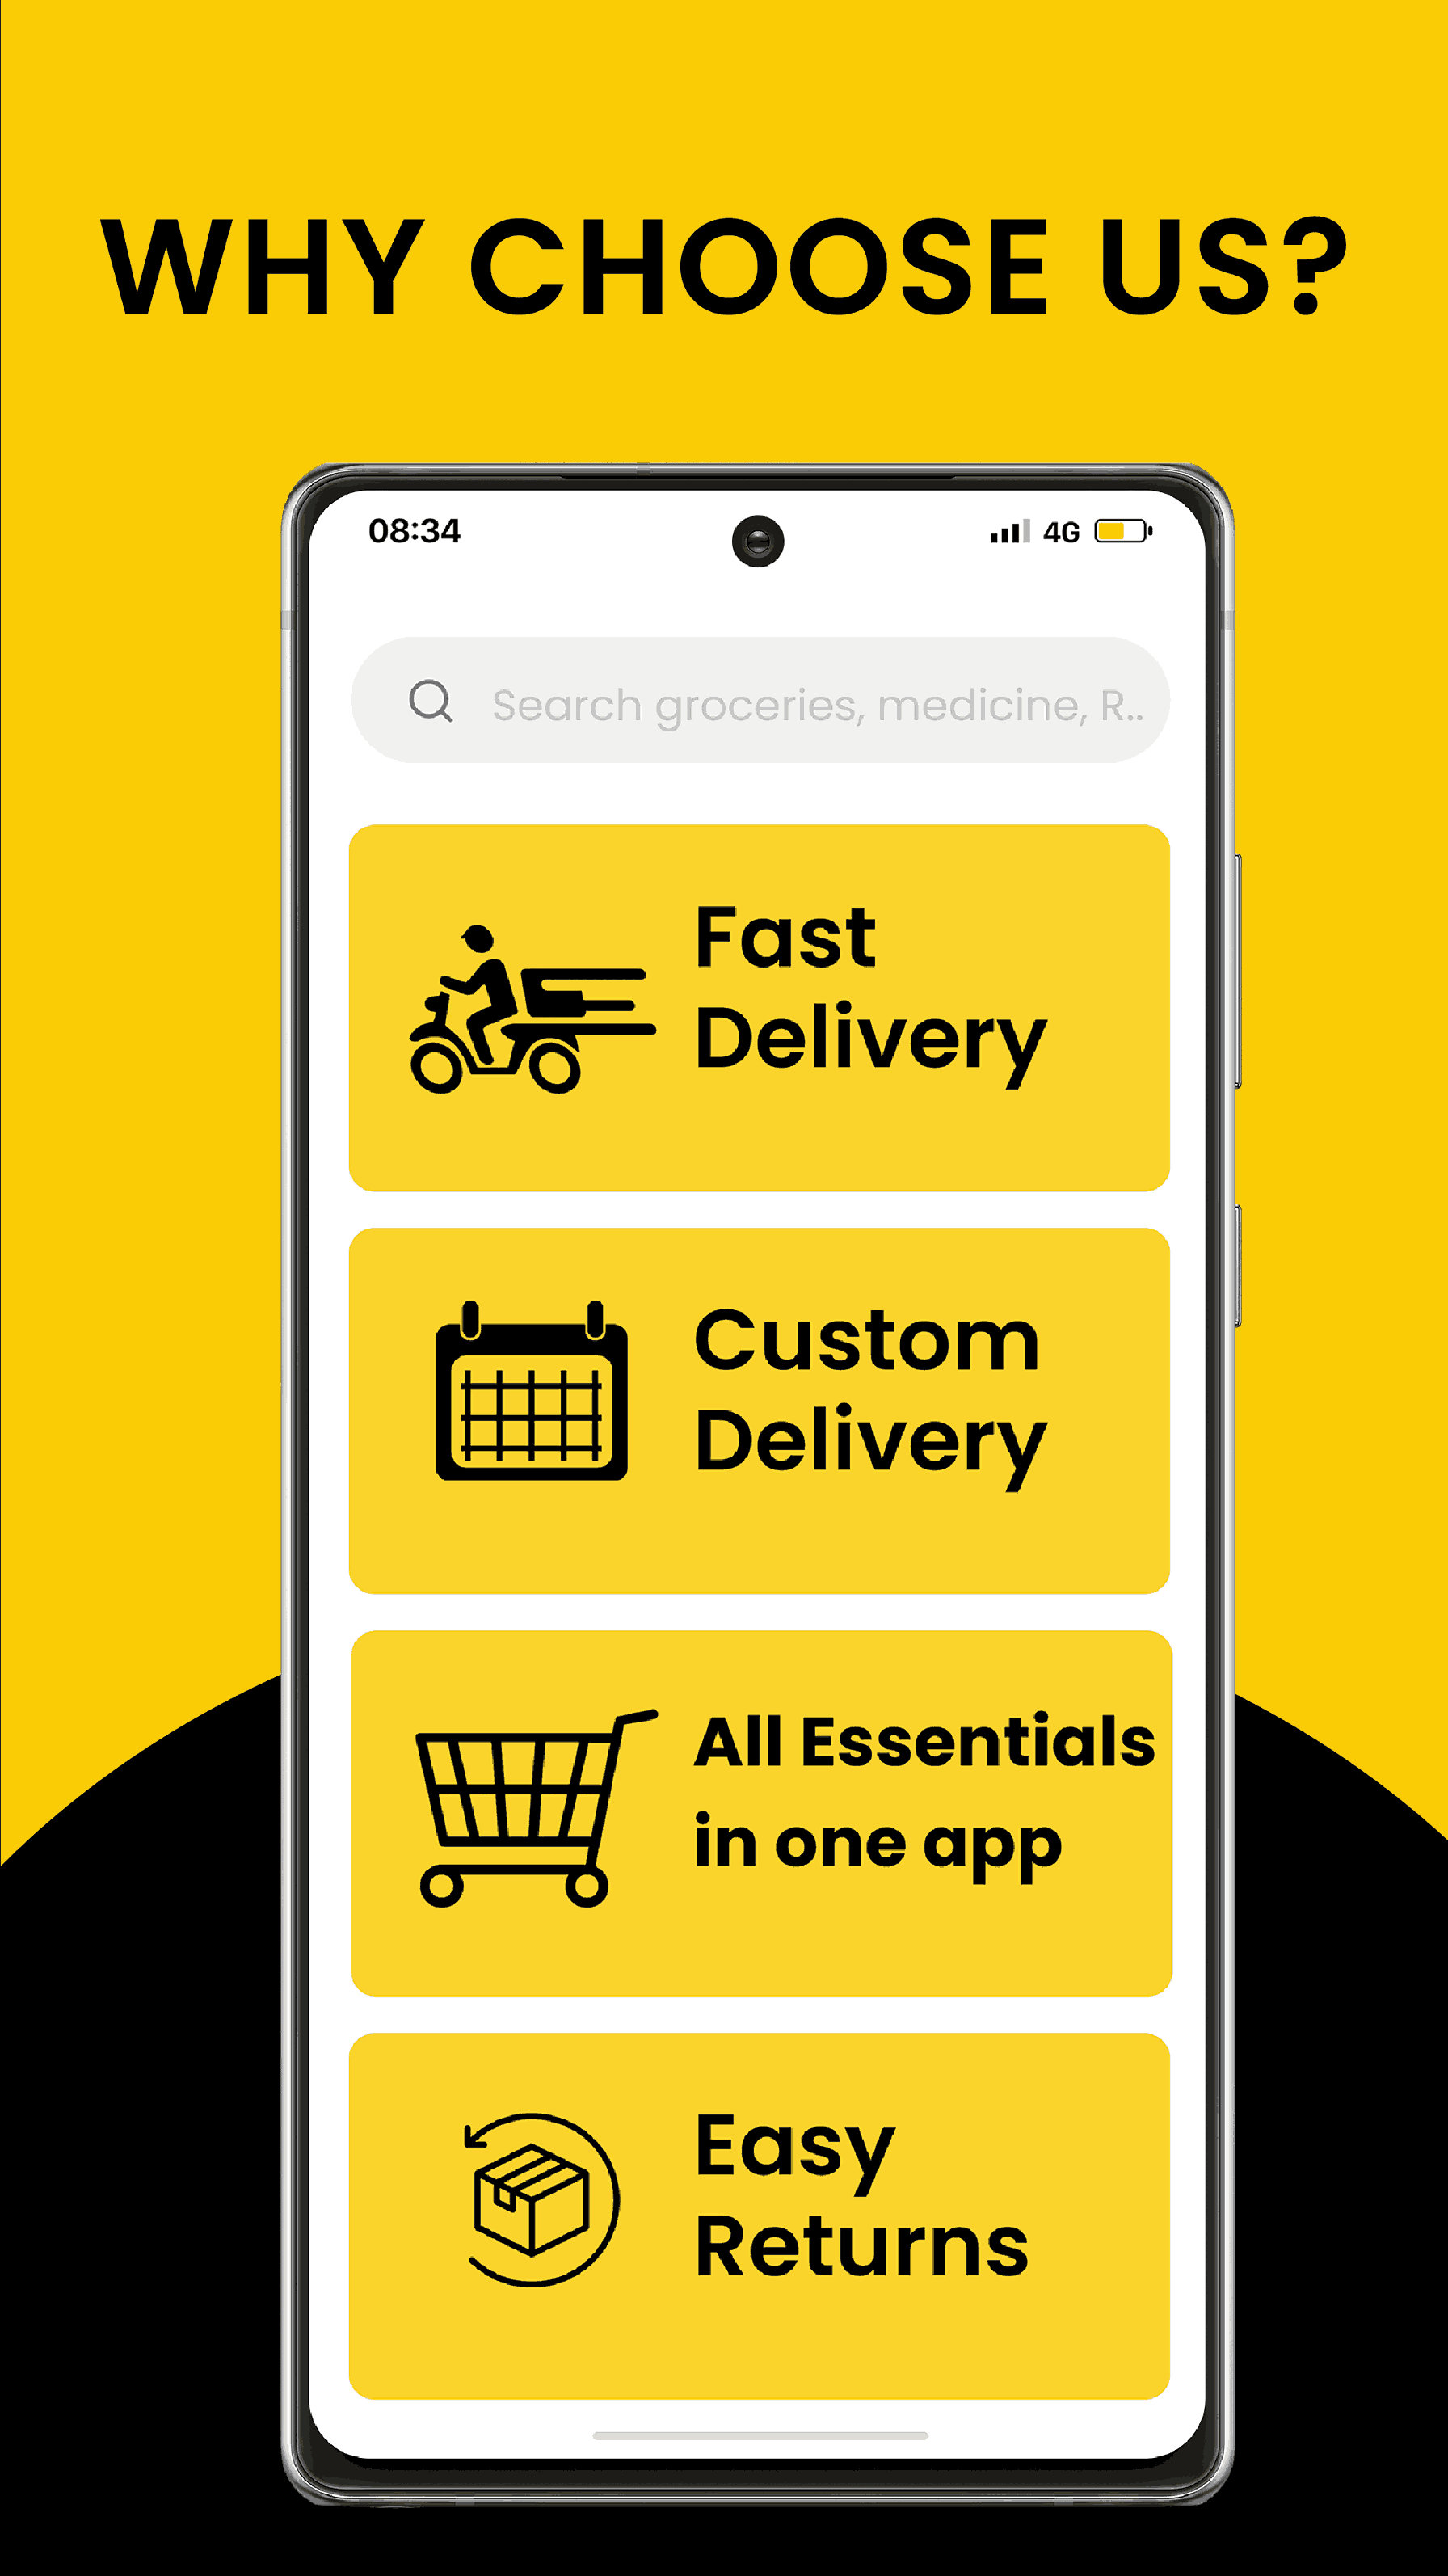 WHY CHOOSE US?
08:34
4G
Search groceries, medicine, R..
Fast
Delivery
Custom
Delivery
All Essentials
in one app
Easy
Returns